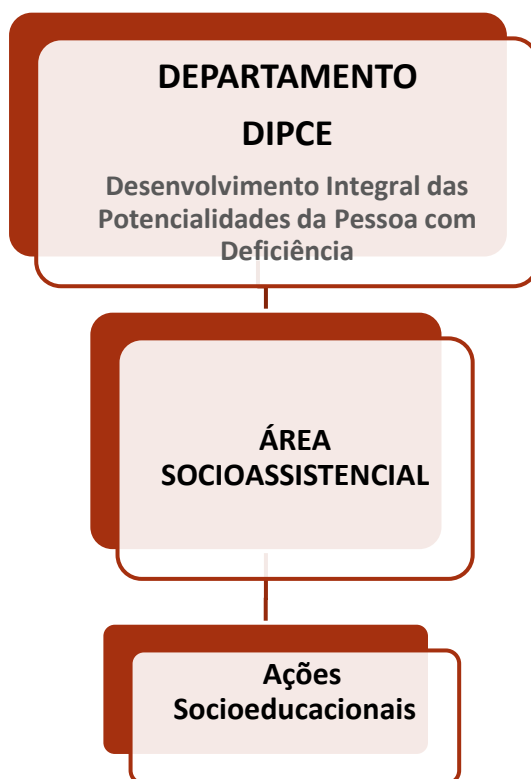 DEPARTAMENTO
DIPCE
Desenvolvimento Integral das
Potencialidades da Pessoa com
Deficiência
ÁREA
SOCIOASSISTENCIAL
Ações
Socioeducacionais